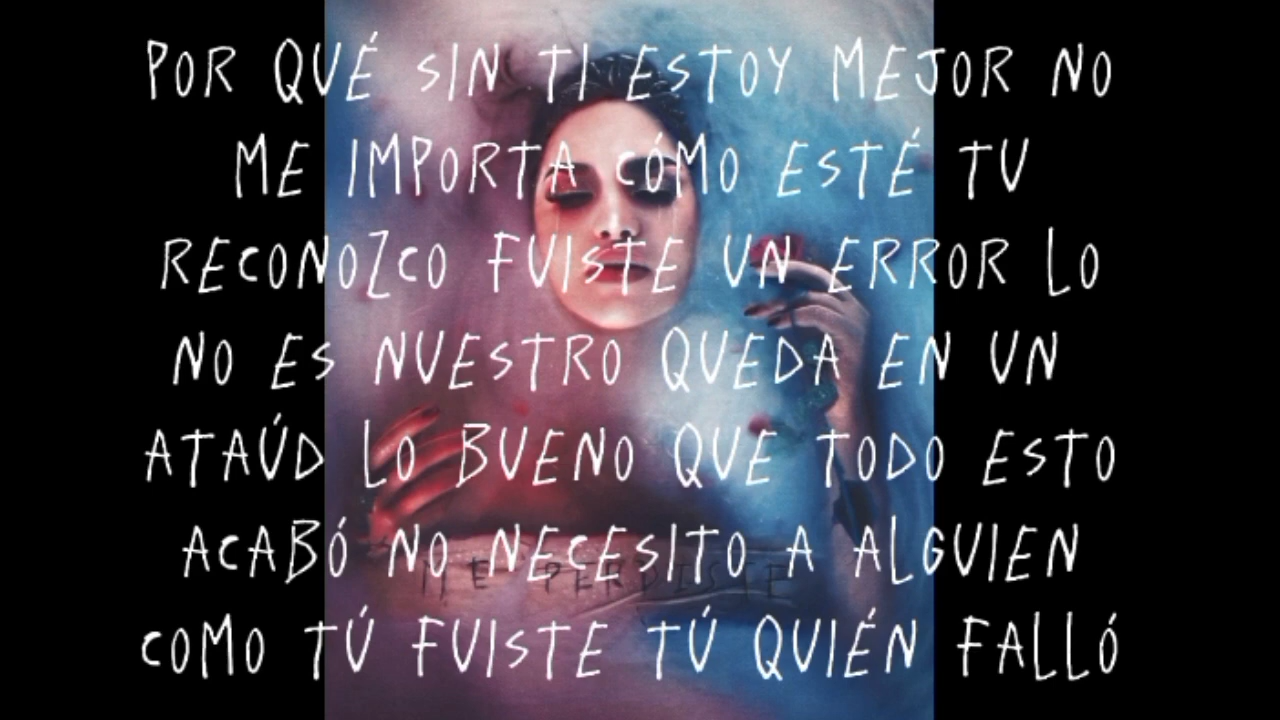 POR QUÉ SIN TI ESTOY MEJOR NO
ME IMPORTA CÓMO ESTÉ TU
RECONOZCO FUISTE UN ERROR LO
NO ES NUESTRO QUEDA EN UN
ATAÚD LO BUENO QUE TODO ESTO
ACABÓ NO NECESITO A ALGUIEN
ME PERDISTE
COMO TÚ FUISTE TÚ QUIÉN FALLÓ